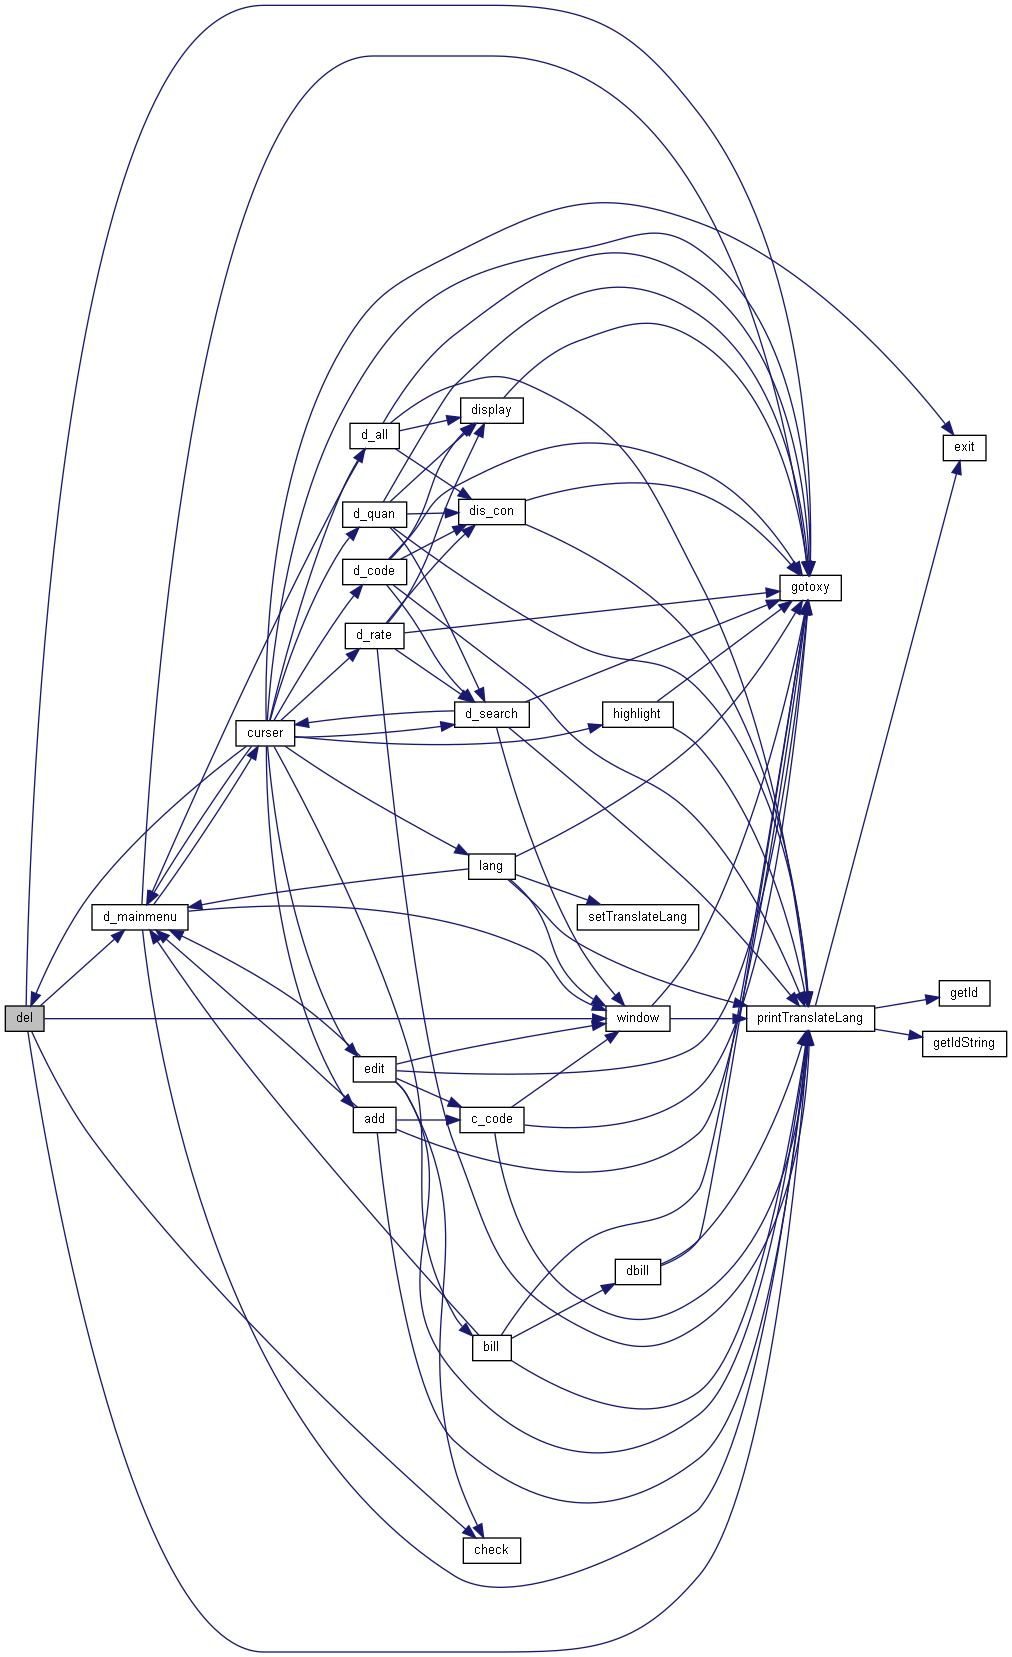 display
d_all
exit
dis_con
d_quan
d_code
gotoxy
d_rate
d_search
highlight
curser
lang
d_mainmenu
setTranslateLang
getId
del
window
printTranslateLang
getIdString
edit
add
c_code
dbill
bill
check